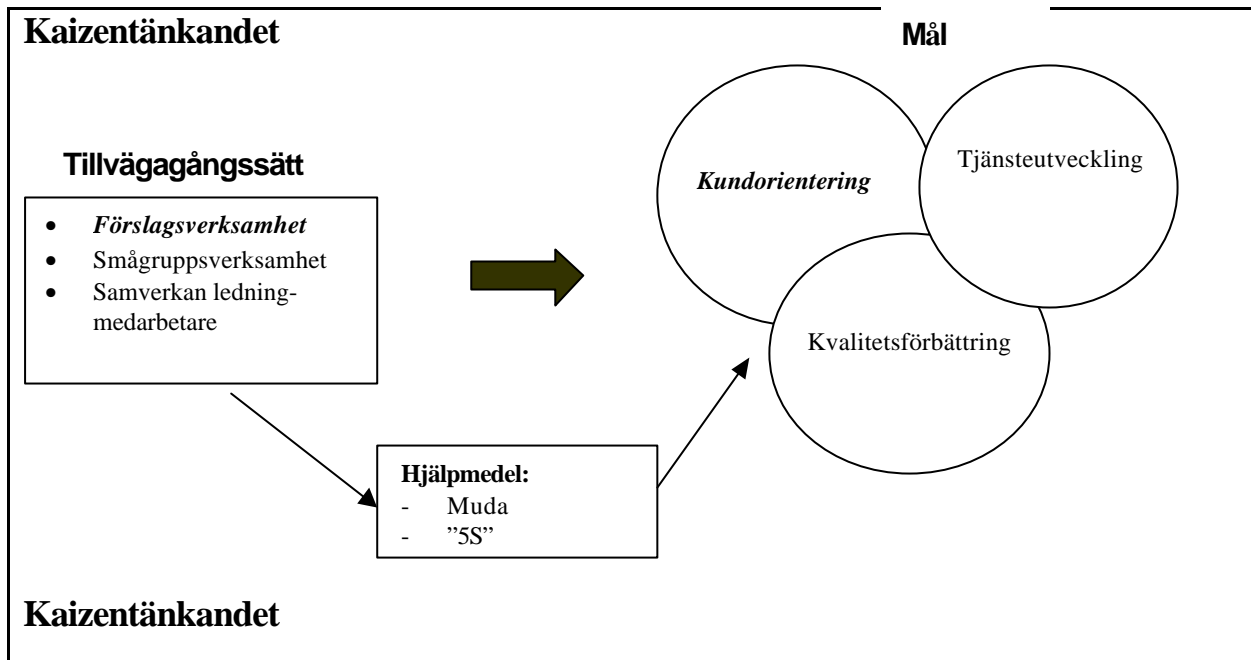 Kaizentänkandet
Mål
Tillvägagångssätt
• Förslagsverksamhet
• Smågruppsverksamhet
• Samverkan ledning-
medarbetare
Kundorientering
Tjänsteutveckling
Kvalitetsförbättring
Hjälpmedel:
- Muda
- ”5S”
Kaizentänkandet